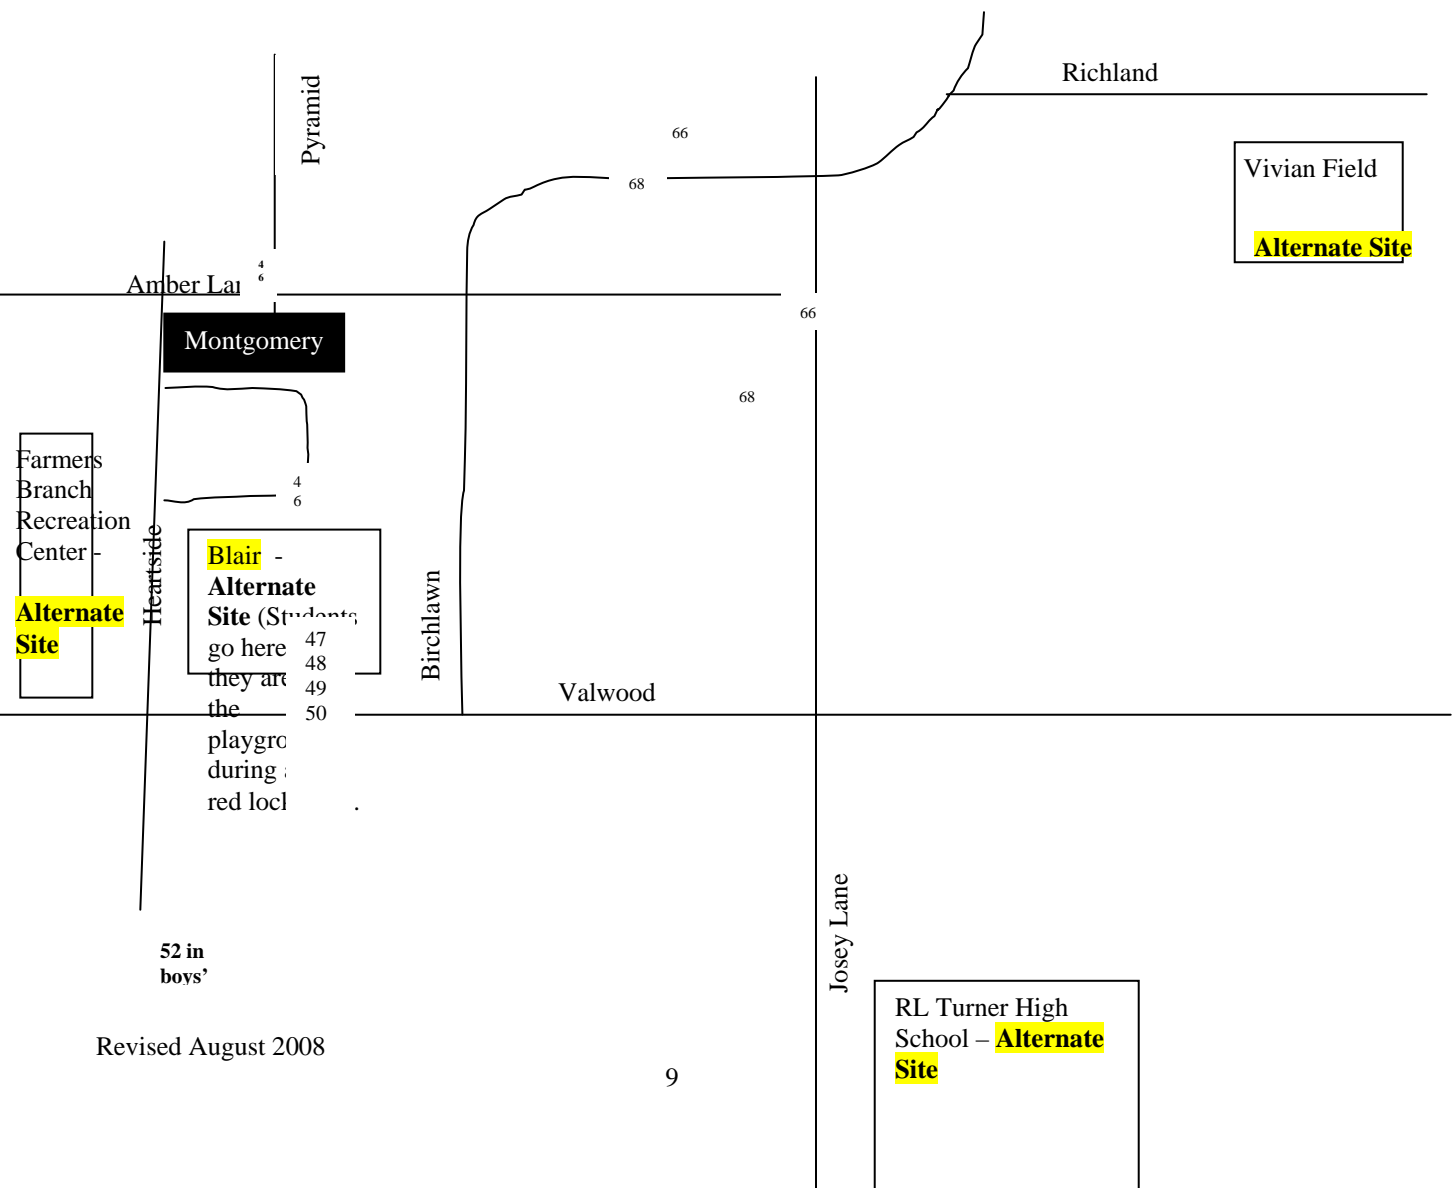 Richland
Pyramid
66
Vivian Field
68
Alternate Site
4
6
Amber Lan
66
Montgomery
68
Farmers
Branch
Recreation
Center -
Alternate
Site
Heartside
4
6
Blair -
Alternate
Site (Students
go here
they are
the
playgro
during
red lock .
47
48
49
50
Birchlawn
Valwood
Josey Lane
52 in
boys’
RL Turner High
School – Alternate
Site
Revised August 2008
9